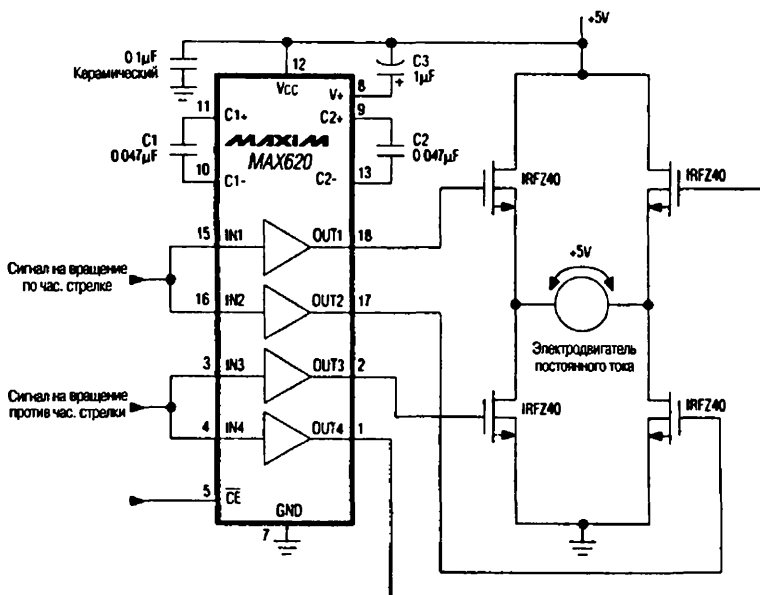 +5V
0 1µF
Керамический
12
VCC
C3
1µF
+
8
V+
11
C1+
9
C2+
C1
0 047µF
MAXIM
MAX620
C2
0 047µF
10
C1-
13
C2-
IRFZ40
IRFZ40
15
IN1
OUT1
18
Сигнал на вращение
по час. стрелке
+5V
16
IN2
OUT2
17
Электродвигатель
постоянного тока
3
IN3
OUT3
2
Сигнал на вращение
против час. стрелки
IRFZ40
IRFZ40
4
IN4
OUT4
1
5
CE
GND
7